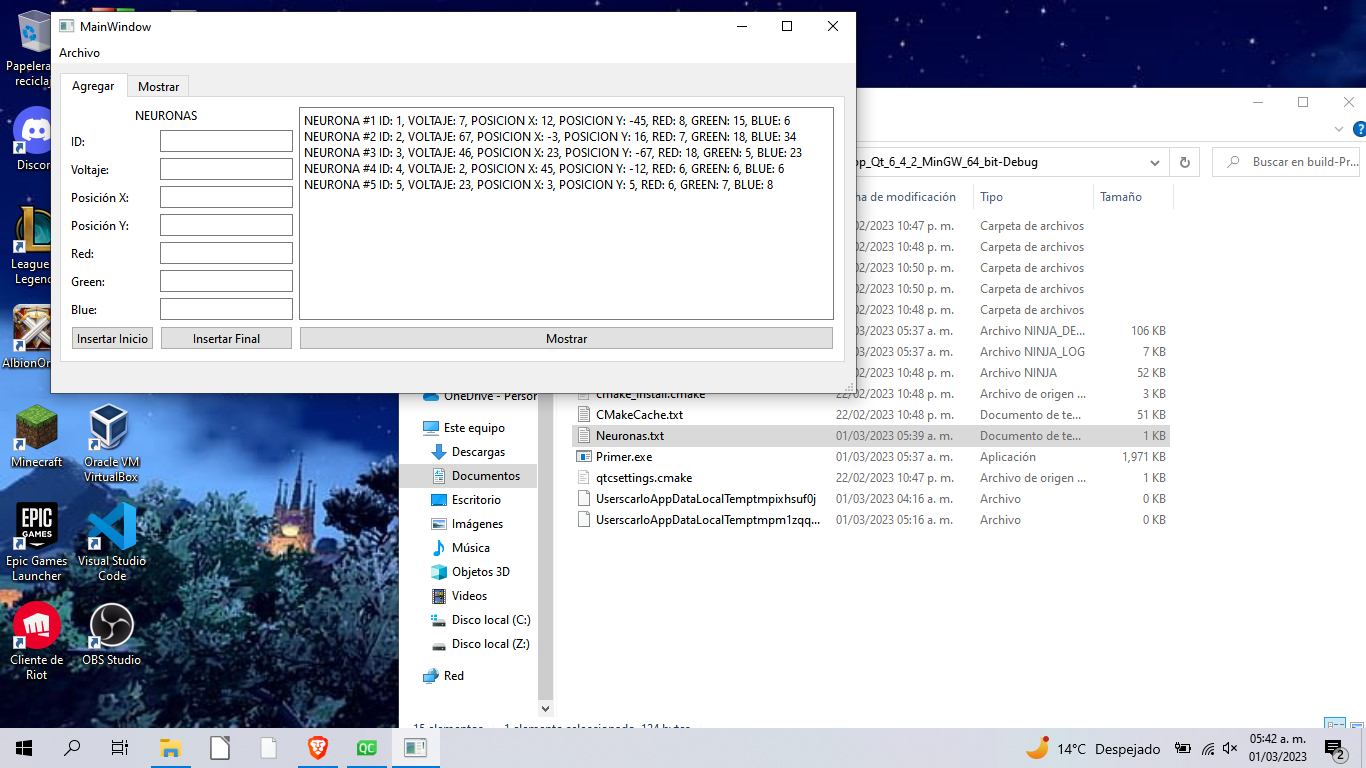 Papelera
reciclaj
Discor
League
Legend
AlbionOn
Minecraft
Oracle VM
VirtualBox
EPIC
GAMES
Epic Games
Launcher
Visual Studio
Code
Cliente de
Riot
OBS Studio
MainWindow
Archivo
Agregar
Mostrar
NEURONAS
ID:
Voltaje:
Posición X:
Posición Y:
Red:
Green:
Blue:
Insertar Inicio
Insertar Final
NEURONA #1 ID: 1, VOLTAJE: 7, POSICION X: 12, POSICION Y: -45, RED: 8, GREEN: 15, BLUE: 6
NEURONA #2 ID: 2, VOLTAJE: 67, POSICION X: -3, POSICION Y: 16, RED: 7, GREEN: 18, BLUE: 34
NEURONA #3 ID: 3, VOLTAJE: 46, POSICION X: 23, POSICION Y: -67, RED: 18, GREEN: 5, BLUE: 23
NEURONA #4 ID: 4, VOLTAJE: 2, POSICION X: 45, POSICION Y: -12, RED: 6, GREEN: 6, BLUE: 6
NEURONA #5 ID: 5, VOLTAJE: 23, POSICION X: 3, POSICION Y: 5, RED: 6, GREEN: 7, BLUE: 8
Mostrar
op_Qt_6_4_2_MinGW_64_bit-Debug
Buscar en build-Pr...
na de modificación Tipo Tamaño
02/2023 10:47 p. m. Carpeta de archivos
02/2023 10:48 p. m. Carpeta de archivos
02/2023 10:50 p. m. Carpeta de archivos
02/2023 10:50 p. m. Carpeta de archivos
02/2023 10:48 p. m. Carpeta de archivos
03/2023 05:37 a. m. Archivo NINJA_DE... 106 KB
03/2023 05:37 a. m. Archivo NINJA_LOG 7 KB
02/2023 10:48 p. m. Archivo NINJA 52 KB
cmake_install.cmake 22/02/2023 10:48 p. m. Archivo de origen ... 3 KB
CMakeCache.txt 22/02/2023 10:48 p. m. Documento de te... 51 KB
Neuronas.txt 01/03/2023 05:39 a. m. Documento de te... 1 KB
Primer.exe 01/03/2023 05:37 a. m. Aplicación 1,971 KB
qtcsettings.cmake 22/02/2023 10:47 p. m. Archivo de origen ... 1 KB
UserscarloAppDataLocalTemptmpixhsuf0j 01/03/2023 04:16 a. m. Archivo 0 KB
UserscarloAppDataLocalTemptmpm1zqq... 01/03/2023 05:16 a. m. Archivo 0 KB
OneDrive - Person
Este equipo
Descargas
Documentos
Escritorio
Imágenes
Música
Objetos 3D
Videos
Disco local (C:)
Disco local (Z:)
Red
15 elementos 1 elemento seleccionado 134 bytes
QC
14°C Despejado
05:42 a. m.
01/03/2023
2